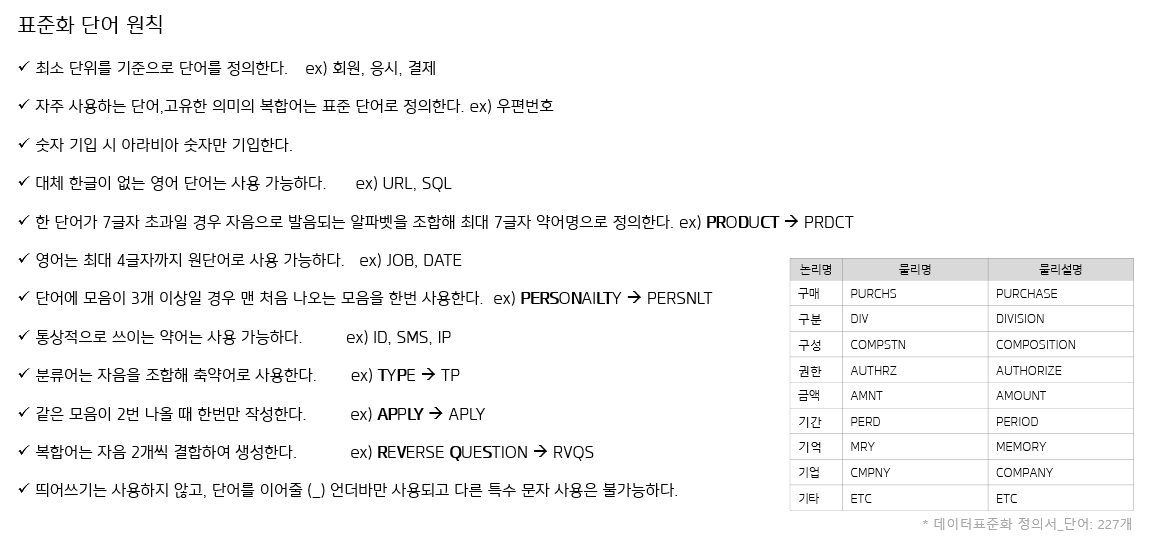 표준화 단어 원칙
✓ 최소 단위를 기준으로 단어를 정의한다. ex) 회원, 응시, 결제
✓ 자주 사용하는 단어,고유한 의미의 복합어는 표준 단어로 정의한다. ex) 우편번호
✓ 숫자 기입 시 아라비아 숫자만 기입한다.
✓ 대체 한글이 없는 영어 단어는 사용 가능하다. ex) URL, SQL
✓ 한 단어가 7글자 초과일 경우 자음으로 발음되는 알파벳을 조합해 최대 7글자 약어명으로 정의한다. ex) PRODUCT → PRDCT
✓ 영어는 최대 4글자까지 원단어로 사용 가능하다. ex) JOB, DATE
✓ 단어에 모음이 3개 이상일 경우 맨 처음 나오는 모음을 한번 사용한다. ex) PERSONAILTY → PERSNLT
✓ 통상적으로 쓰이는 약어는 사용 가능하다. ex) ID, SMS, IP
✓ 분류어는 자음을 조합해 축약어로 사용한다. ex) TYPE → TP
✓ 같은 모음이 2번 나올 때 한번만 작성한다. ex) APPLY → APLY
✓ 복합어는 자음 2개씩 결합하여 생성한다. ex) REVERSE QUESTION → RVQS
✓ 띄어쓰기는 사용하지 않고, 단어를 이어줄 (_) 언더바만 사용되고 다른 특수 문자 사용은 불가능하다.
논리명 물리명 물리설명
구매 PURCHS PURCHASE
구분 DIV DIVISION
구성 COMPSTN COMPOSITION
권한 AUTHRZ AUTHORIZE
금액 AMNT AMOUNT
기간 PERD PERIOD
기억 MRY MEMORY
기업 CMPNY COMPANY
기타 ETC ETC
* 데이터표준화 정의서_단어: 227개